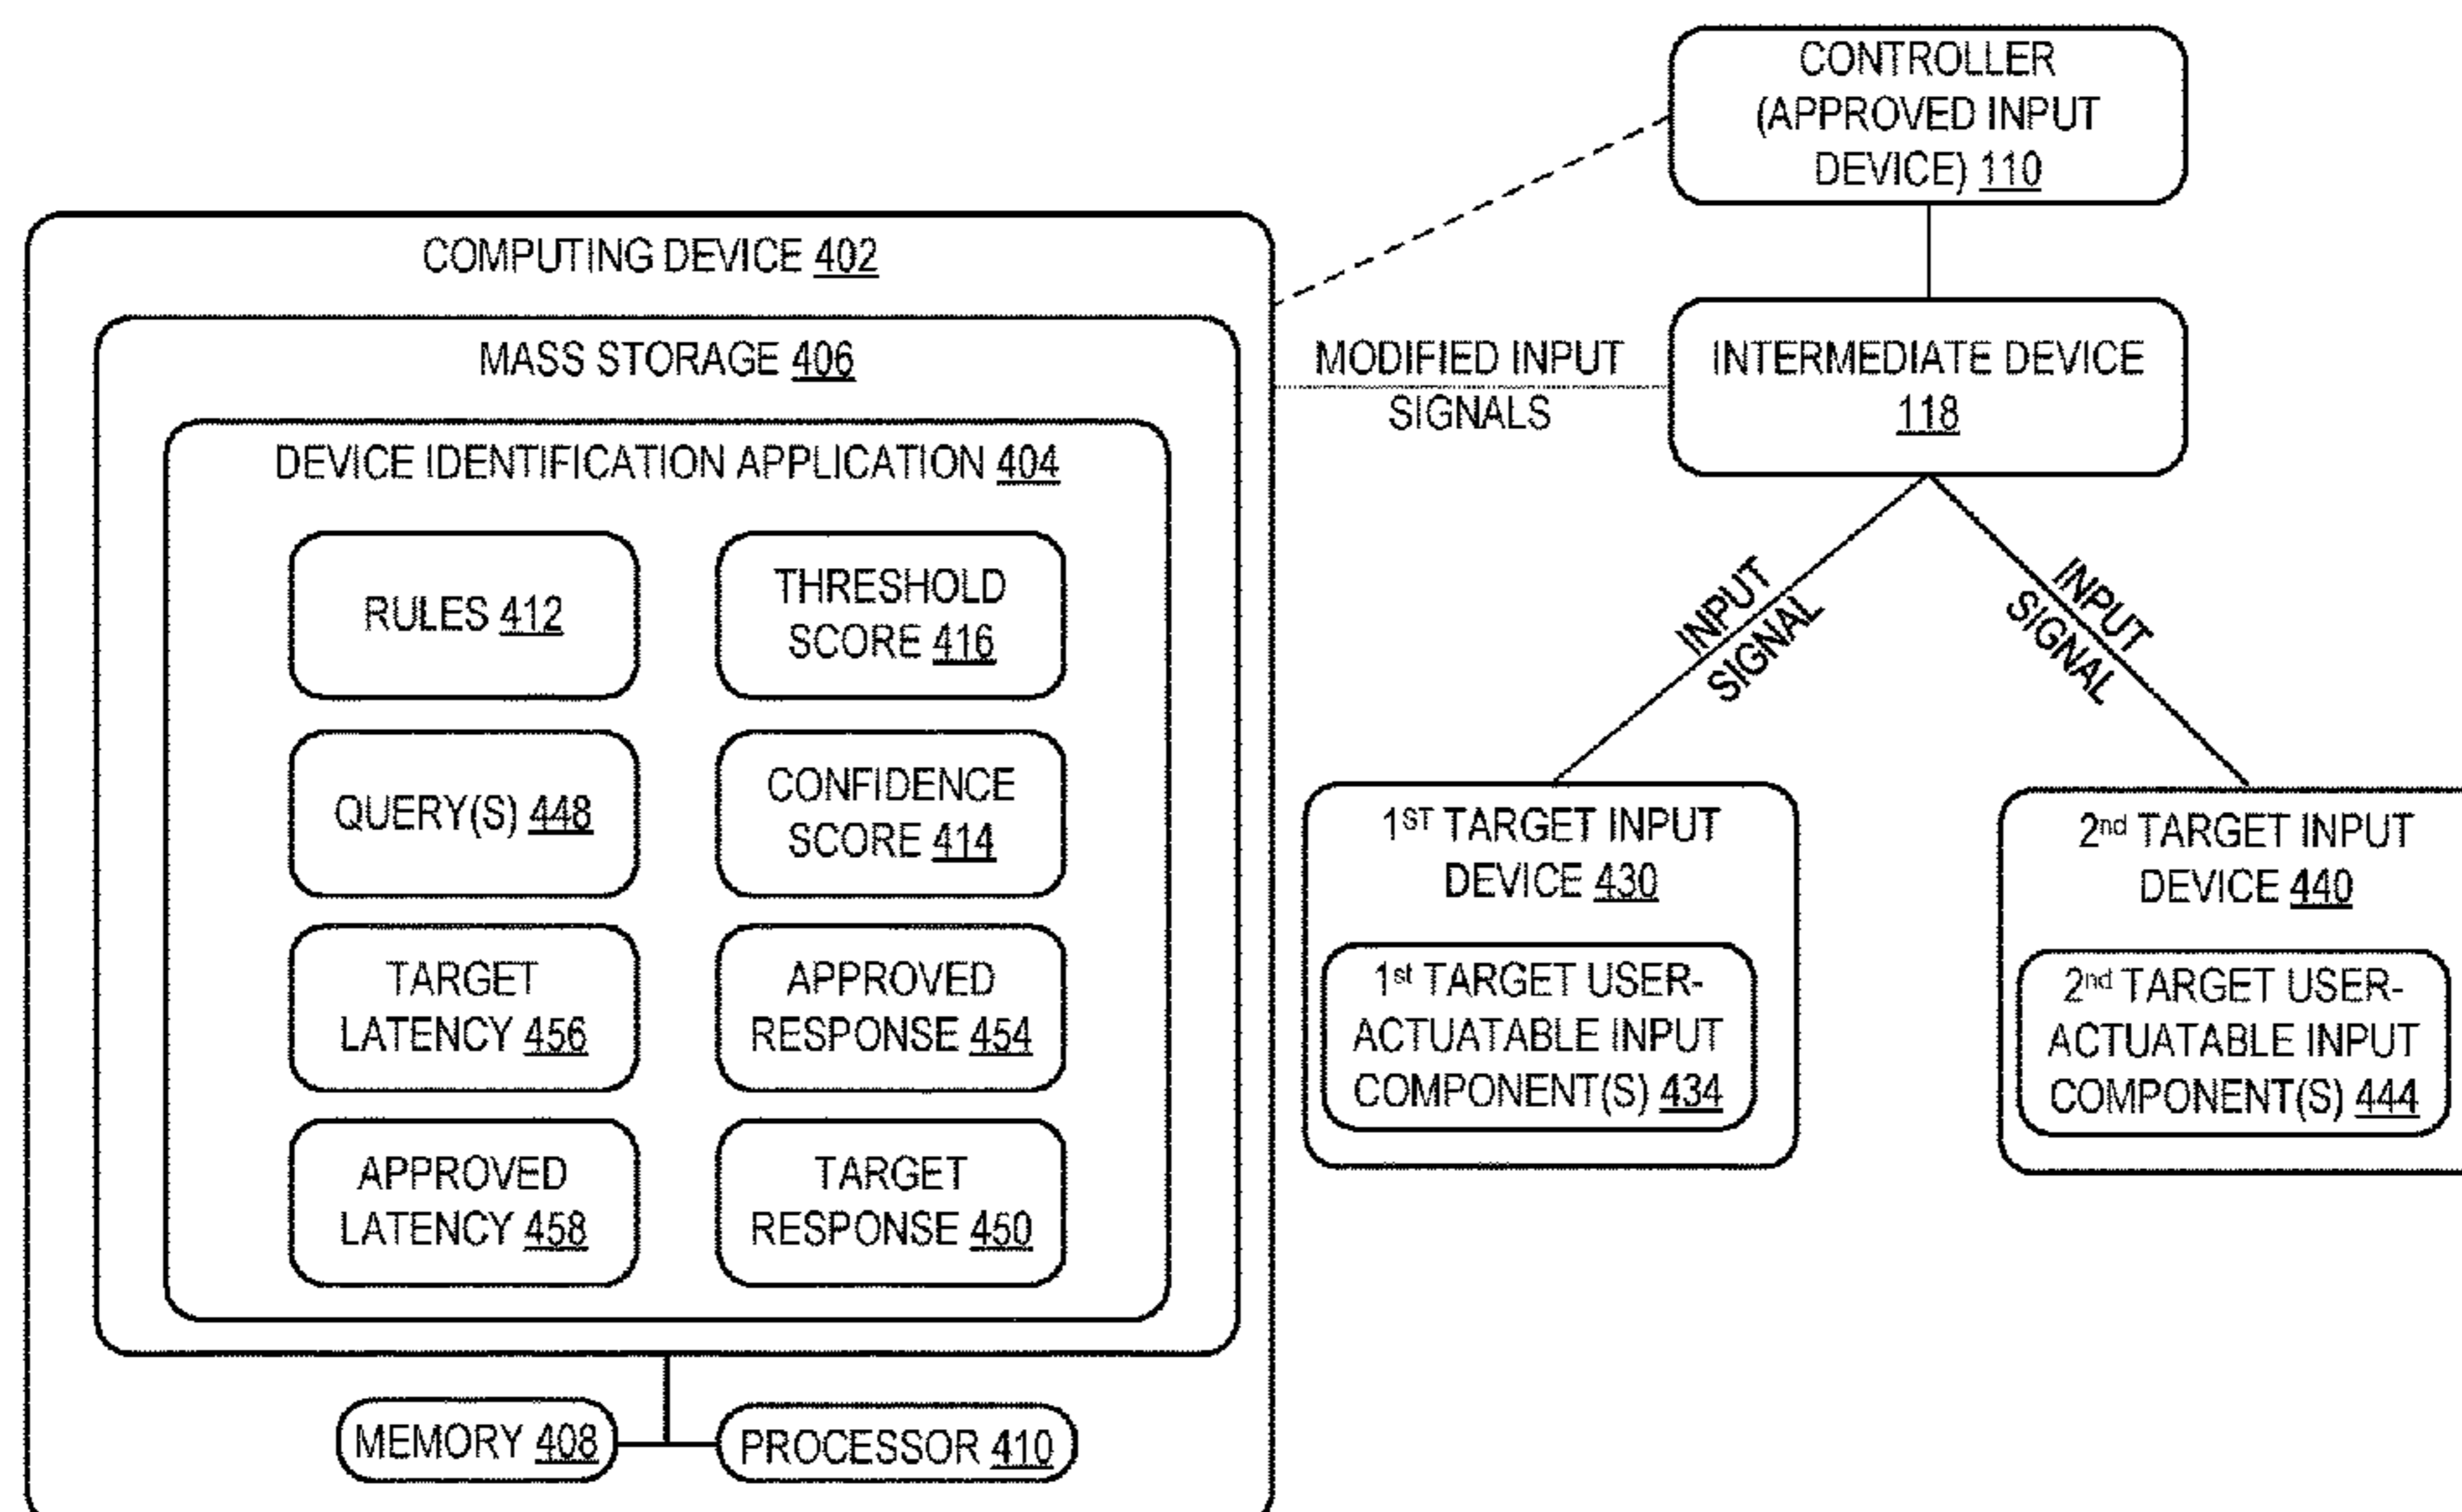 CONTROLLER
(APPROVED INPUT
DEVICE) 110
COMPUTING DEVICE 402
MASS STORAGE 406
DEVICE IDENTIFICATION APPLICATION 404
RULES 412
THRESHOLD
SCORE 416
QUERY(S) 448
CONFIDENCE
SCORE 414
TARGET
LATENCY 456
APPROVED
RESPONSE 454
APPROVED
LATENCY 458
TARGET
RESPONSE 450
MEMORY 408
PROCESSOR 410
MODIFIED INPUT
SIGNALS
INTERMEDIATE DEVICE
118
INPUT
SIGNAL
INPUT
SIGNAL
1ST TARGET INPUT
DEVICE 430
1st TARGET USER-
ACTUATABLE INPUT
COMPONENT(S) 434
2nd TARGET INPUT
DEVICE 440
2nd TARGET USER-
ACTUATABLE INPUT
COMPONENT(S) 444